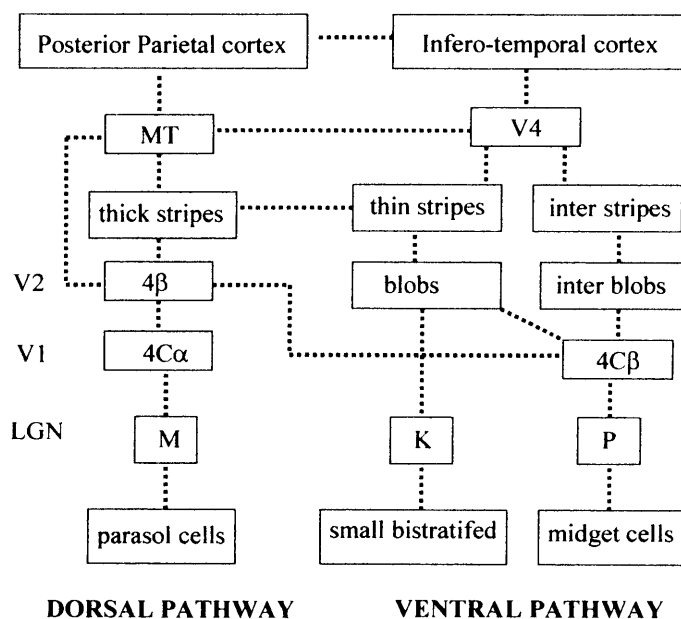 Posterior Parietal cortex Infero-temporal cortex
MT V4
thick stripes thin stripes inter stripes
V2 4β blobs inter blobs
V1 4Cα 4Cβ
LGN M K P
parasol cells small bistratifed midget cells
DORSAL PATHWAY VENTRAL PATHWAY